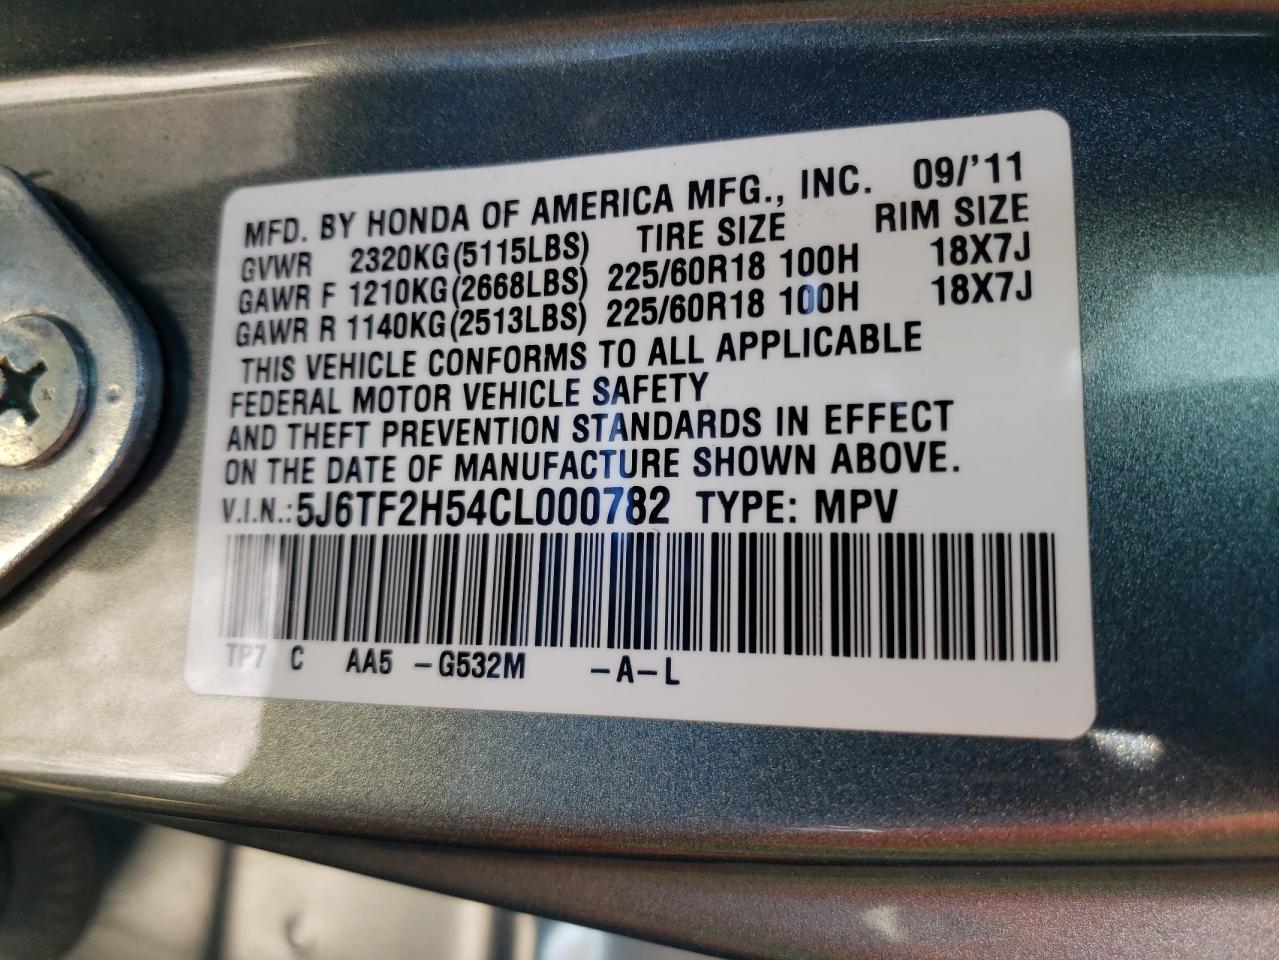 MFD. BY HONDA OF AMERICA MFG., INC. 09/'11
GVWR 2320KG(5115LBS) TIRE SIZE RIM SIZE
GAWR F 1210KG(2668LBS) 225/60R18 100H 18X7J
GAWR R 1140KG(2513LBS) 225/60R18 100H 18X7J
THIS VEHICLE CONFORMS TO ALL APPLICABLE
FEDERAL MOTOR VEHICLE SAFETY
AND THEFT PREVENTION STANDARDS IN EFFECT
ON THE DATE OF MANUFACTURE SHOWN ABOVE.
V.I.N.:5J6TF2H54CL000782 TYPE: MPV
TP7 C AA5 -G532M -A-L